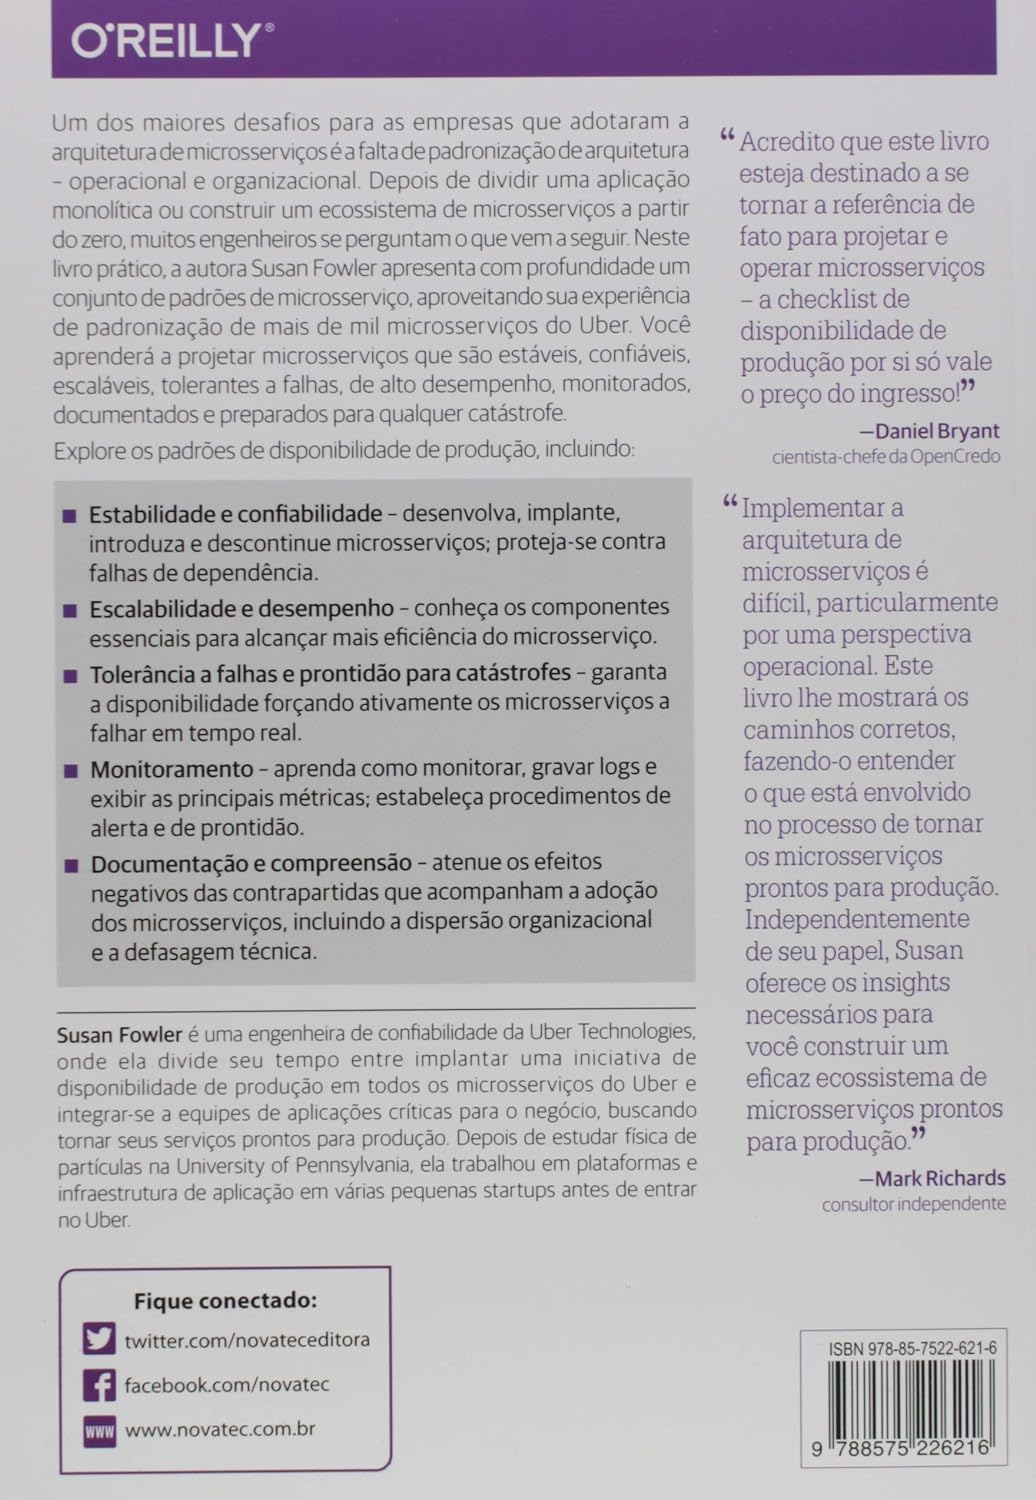 O'REILLY®
Um dos maiores desafios para as empresas que adotaram a
arquitetura de microsserviços é a falta de padronização de arquitetura
– operacional e organizacional. Depois de dividir uma aplicação
monolítica ou construir um ecossistema de microsserviços a partir
do zero, muitos engenheiros se perguntam o que vem a seguir. Neste
livro prático, a autora Susan Fowler apresenta com profundidade um
conjunto de padrões de microsserviço, aproveitando sua experiência
de padronização de mais de mil microsserviços do Uber. Você
aprenderá a projetar microsserviços que são estáveis, confiáveis,
escaláveis, tolerantes a falhas, de alto desempenho, monitorados,
documentados e preparados para qualquer catástrofe.
Explore os padrões de disponibilidade de produção, incluindo:
■ Estabilidade e confiabilidade – desenvolva, implante,
introduza e descontinue microsserviços; proteja-se contra
falhas de dependência.
■ Escalabilidade e desempenho – conheça os componentes
essenciais para alcançar mais eficiência do microsserviço.
■ Tolerância a falhas e prontidão para catástrofes – garanta
a disponibilidade forçando ativamente os microsserviços a
falhar em tempo real.
■ Monitoramento – aprenda como monitorar, gravar logs e
exibir as principais métricas; estabeleça procedimentos de
alerta e de prontidão.
■ Documentação e compreensão – atenue os efeitos
negativos das contrapartidas que acompanham a adoção
dos microsserviços, incluindo a dispersão organizacional
e a defasagem técnica.
Susan Fowler é uma engenheira de confiabilidade da Uber Technologies,
onde ela divide seu tempo entre implantar uma iniciativa de
disponibilidade de produção em todos os microsserviços do Uber e
integrar-se a equipes de aplicações críticas para o negócio, buscando
tornar seus serviços prontos para produção. Depois de estudar física de
partículas na University of Pennsylvania, ela trabalhou em plataformas e
infraestrutura de aplicação em várias pequenas startups antes de entrar
no Uber.
“Acredito que este livro
esteja destinado a se
tornar a referência de
fato para projetar e
operar microsserviços
– a checklist de
disponibilidade de
produção por si só vale
o preço do ingresso!”
—Daniel Bryant
cientista-chefe da OpenCredo
“Implementar a
arquitetura de
microsserviços é
difícil, particularmente
por uma perspectiva
operacional. Este
livro lhe mostrará os
caminhos corretos,
fazendo-o entender
o que está envolvido
no processo de tornar
os microsserviços
prontos para produção.
Independentemente
de seu papel, Susan
oferece os insights
necessários para
você construir um
eficaz ecossistema de
microsserviços prontos
para produção.”
—Mark Richards
consultor independente
Fique conectado:
twitter.com/novateceditora
facebook.com/novatec
www www.novatec.com.br
ISBN 978-85-7522-621-6
9 788575 226216